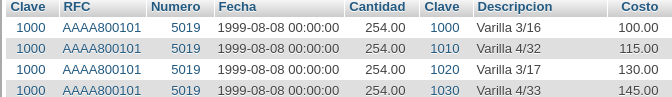 Clave RFC Numero Fecha Cantidad Clave Descripcion Costo
1000 AAAA800101 5019 1999-08-08 00:00:00 254.00 1000 Varilla 3/16 100.00
1000 AAAA800101 5019 1999-08-08 00:00:00 254.00 1010 Varilla 4/32 115.00
1000 AAAA800101 5019 1999-08-08 00:00:00 254.00 1020 Varilla 3/17 130.00
1000 AAAA800101 5019 1999-08-08 00:00:00 254.00 1030 Varilla 4/33 145.00